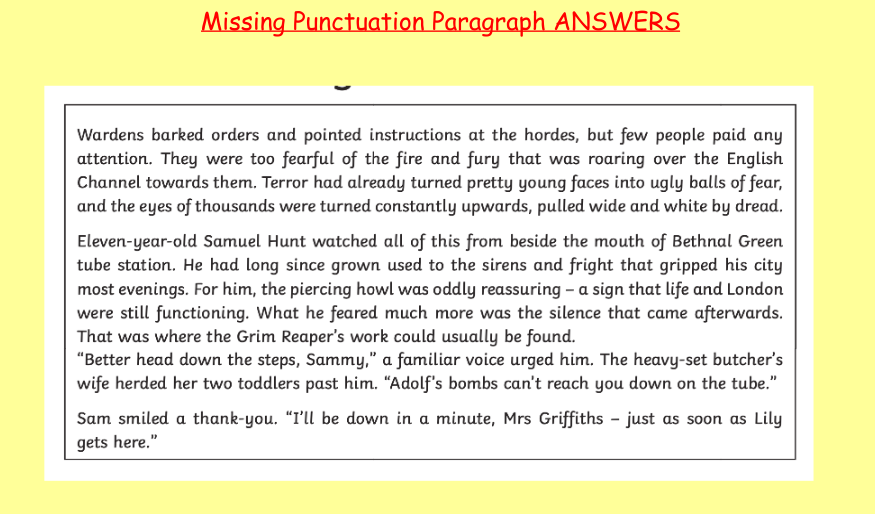 Missing Punctuation Paragraph ANSWERS
Wardens barked orders and pointed instructions at the hordes, but few people paid any
attention. They were too fearful of the fire and fury that was roaring over the English
Channel towards them. Terror had already turned pretty young faces into ugly balls of fear,
and the eyes of thousands were turned constantly upwards, pulled wide and white by dread.
Eleven-year-old Samuel Hunt watched all of this from beside the mouth of Bethnal Green
tube station. He had long since grown used to the sirens and fright that gripped his city
most evenings. For him, the piercing howl was oddly reassuring – a sign that life and London
were still functioning. What he feared much more was the silence that came afterwards.
That was where the Grim Reaper’s work could usually be found.
“Better head down the steps, Sammy,” a familiar voice urged him. The heavy-set butcher’s
wife herded her two toddlers past him. “Adolf’s bombs can’t reach you down on the tube.”
Sam smiled a thank-you. “I’ll be down in a minute, Mrs Griffiths – just as soon as Lily
gets here.”